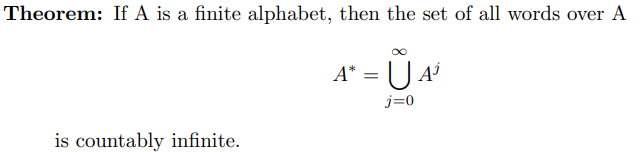 Theorem: If A is a finite alphabet, then the set of all words over A
A* = ⋃_{j=0}^{∞} A^j
is countably infinite.